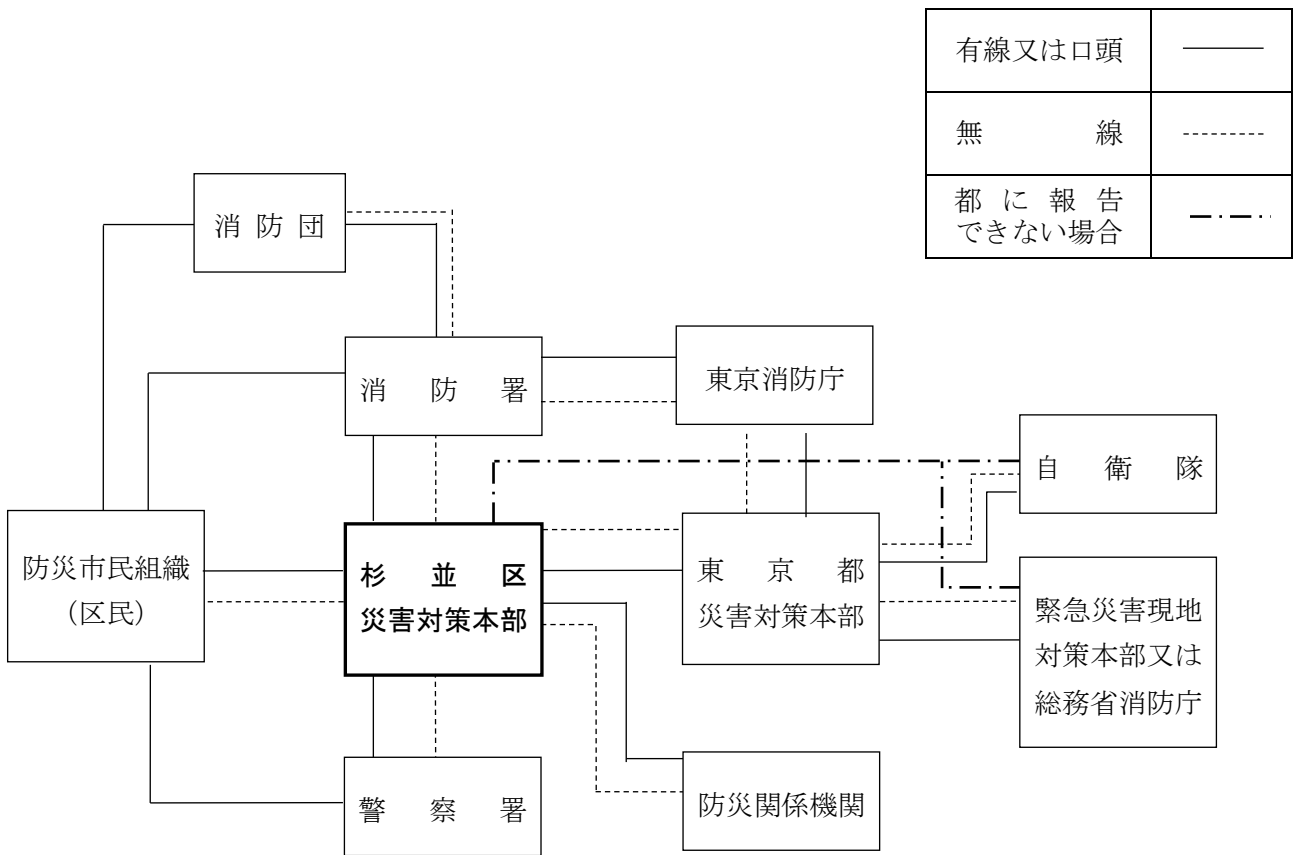 有線又は口頭
無線
都に報告
できない場合
消防団
消防署
東京消防庁
自衛隊
防災市民組織
（区民）
杉並区
災害対策本部
東京都
災害対策本部
緊急災害現地
対策本部又は
総務省消防庁
警察署
防災関係機関